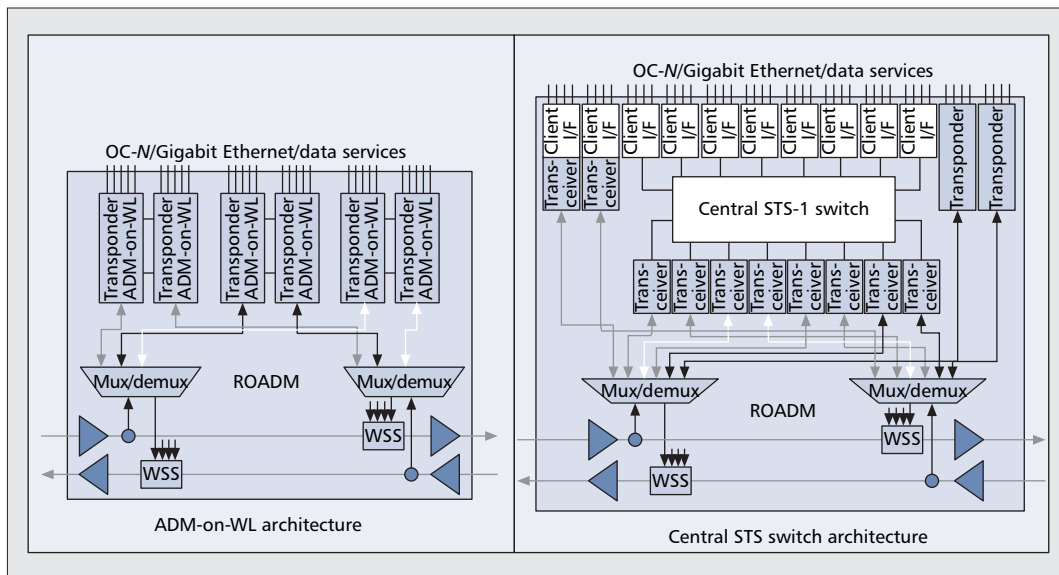 OC-N/Gigabit Ethernet/data services
Transponder
ADM-on-WL
Transponder
ADM-on-WL
Transponder
ADM-on-WL
Transponder
ADM-on-WL
Transponder
ADM-on-WL
Transponder
ADM-on-WL
Mux/demux
ROADM
Mux/demux
WSS
WSS
ADM-on-WL architecture
OC-N/Gigabit Ethernet/data services
Client
I/F
Client
I/F
Client
I/F
Client
I/F
Client
I/F
Client
I/F
Client
I/F
Client
I/F
Client
I/F
Client
I/F
Transponder
Transponder
Trans-
ceiver
Trans-
ceiver
Central STS-1 switch
Trans-
ceiver
Trans-
ceiver
Trans-
ceiver
Trans-
ceiver
Trans-
ceiver
Trans-
ceiver
Trans-
ceiver
Trans-
ceiver
Mux/demux
ROADM
Mux/demux
WSS
WSS
Central STS switch architecture